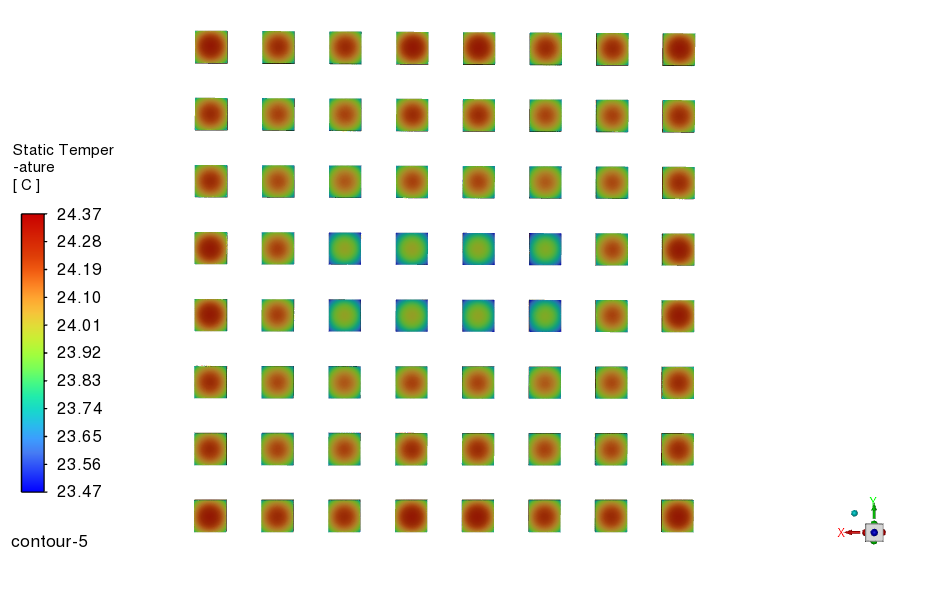 Static Temper
-ature
[ C ]
24.37
24.28
24.19
24.10
24.01
23.92
23.83
23.74
23.65
23.56
23.47
contour-5
Y
X